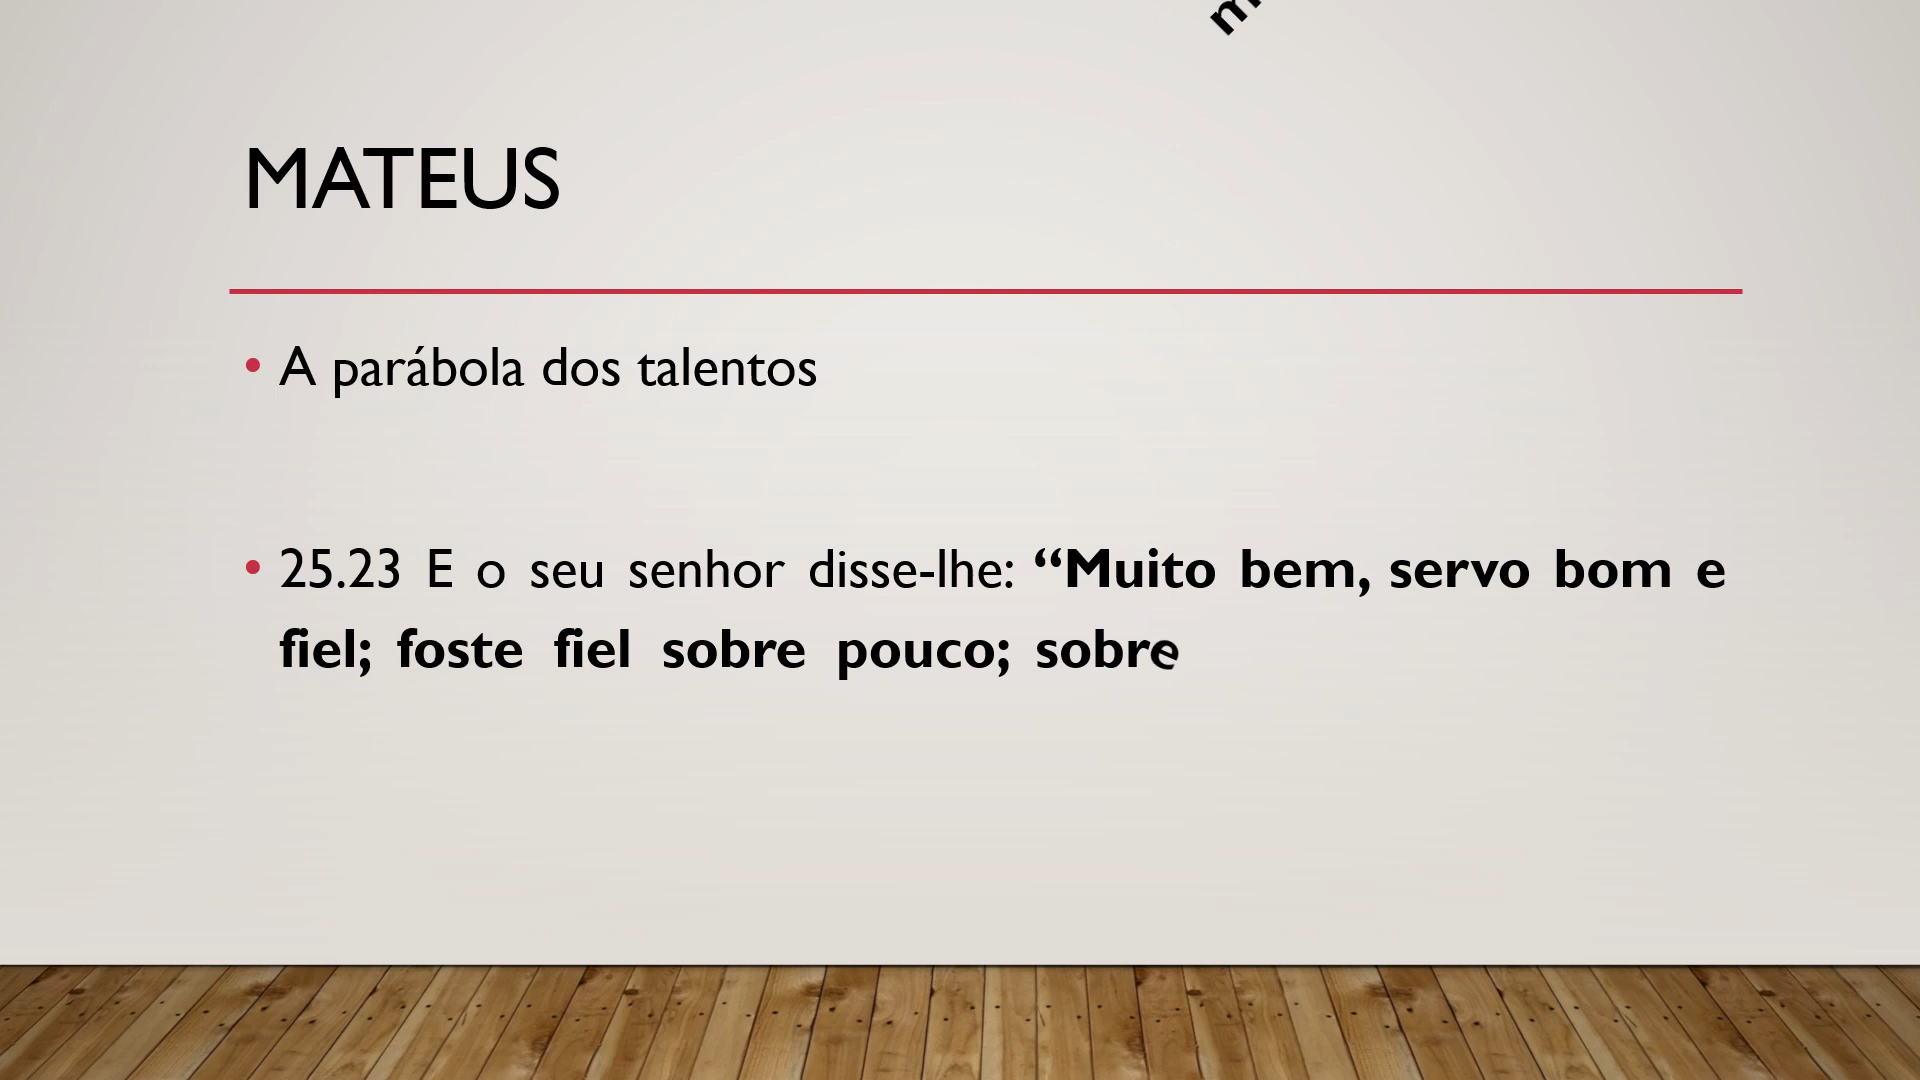 MATEUS
• A parábola dos talentos
• 25.23 E o seu senhor disse-lhe: “Muito bem, servo bom e
fiel; foste fiel sobre pouco; sobre
m